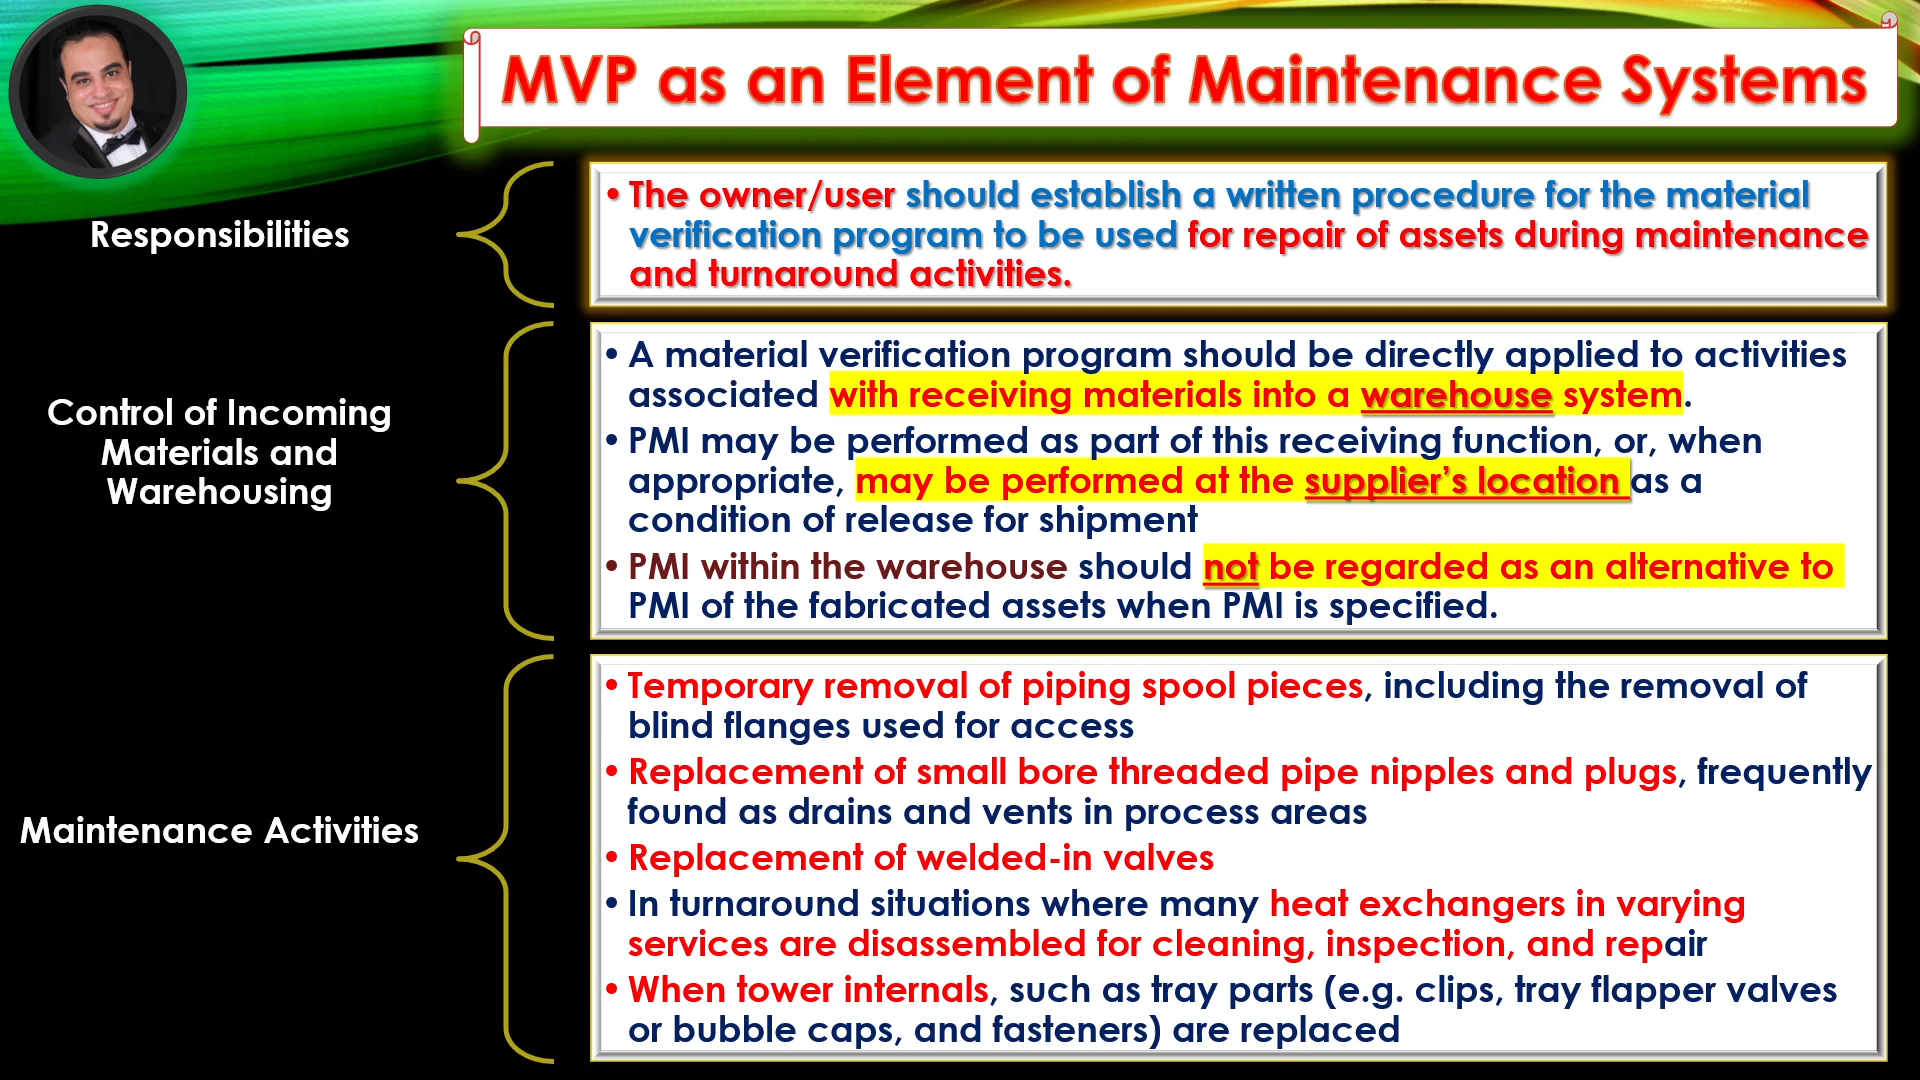 MVP as an Element of Maintenance Systems
Responsibilities
• The owner/user should establish a written procedure for the material
verification program to be used for repair of assets during maintenance
and turnaround activities.
Control of Incoming
Materials and
Warehousing
• A material verification program should be directly applied to activities
associated with receiving materials into a warehouse system.
• PMI may be performed as part of this receiving function, or, when
appropriate, may be performed at the supplier’s location as a
condition of release for shipment
• PMI within the warehouse should not be regarded as an alternative to
PMI of the fabricated assets when PMI is specified.
Maintenance Activities
• Temporary removal of piping spool pieces, including the removal of
blind flanges used for access
• Replacement of small bore threaded pipe nipples and plugs, frequently
found as drains and vents in process areas
• Replacement of welded-in valves
• In turnaround situations where many heat exchangers in varying
services are disassembled for cleaning, inspection, and repair
• When tower internals, such as tray parts (e.g. clips, tray flapper valves
or bubble caps, and fasteners) are replaced